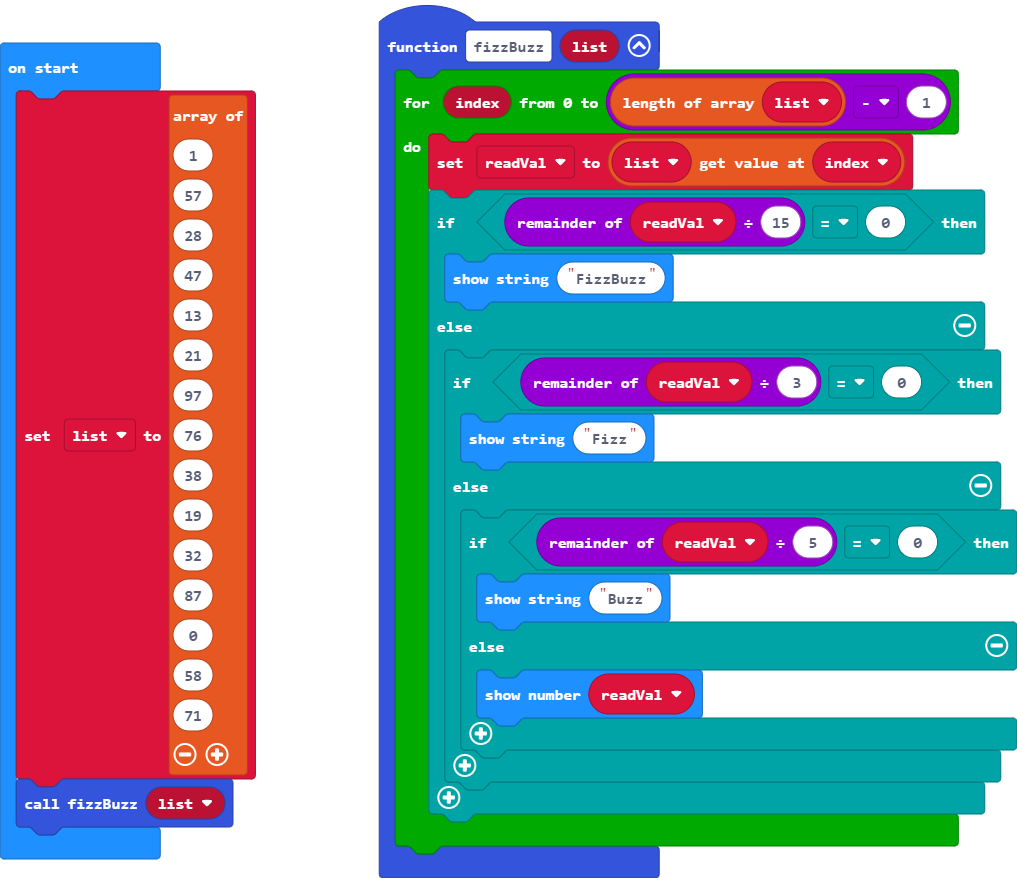 on start
set list to
array of
1
57
28
47
13
21
97
76
38
19
32
87
0
58
71
call fizzBuzz list
function fizzBuzz list
for index from 0 to length of array list - 1
do
set readVal to list get value at index
if remainder of readVal ÷ 15 = 0 then
show string "FizzBuzz"
else
if remainder of readVal ÷ 3 = 0 then
show string "Fizz"
else
if remainder of readVal ÷ 5 = 0 then
show string "Buzz"
else
show number readVal